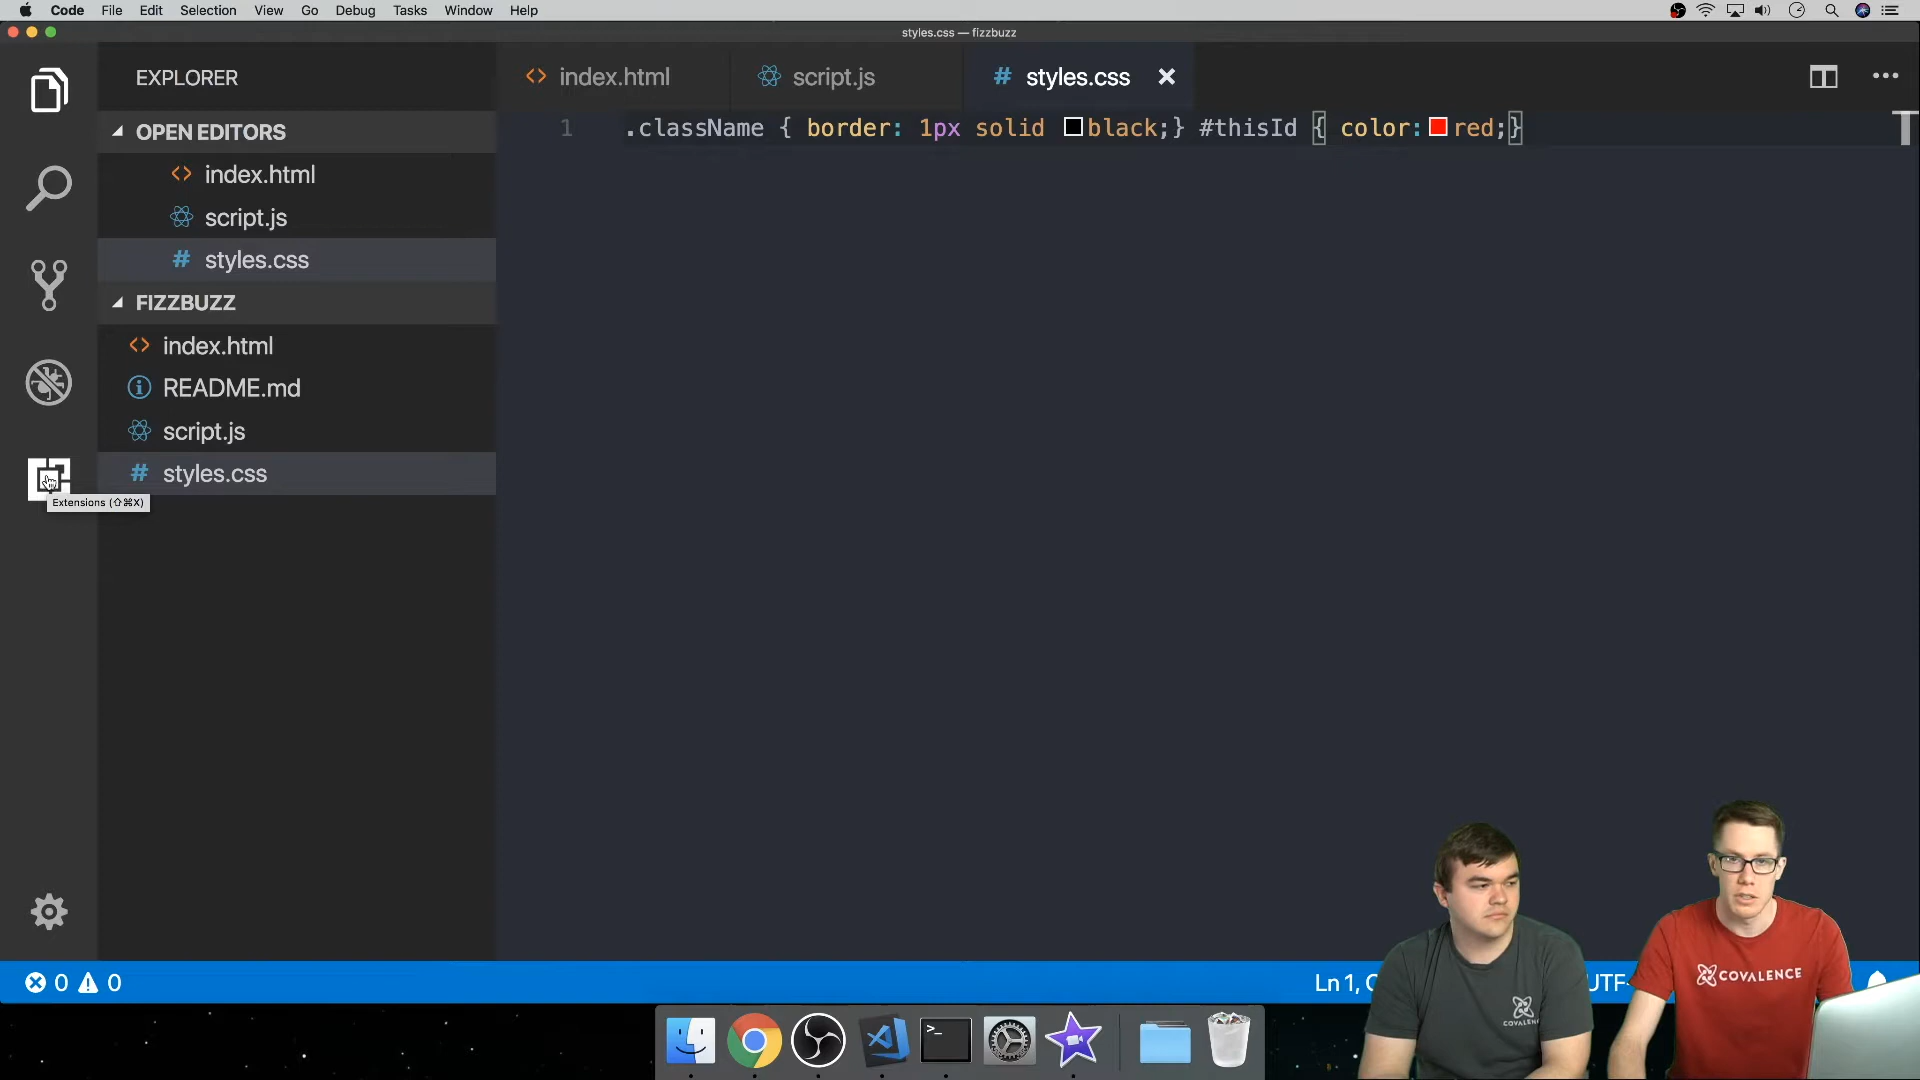 Code File Edit Selection View Go Debug Tasks Window Help
styles.css — fizzbuzz
EXPLORER
OPEN EDITORS
index.html
script.js
styles.css
FIZZBUZZ
index.html
README.md
script.js
styles.css
Extensions (⇧⌘X)
index.html script.js styles.css
1 .className { border: 1px solid black;} #thisId { color:red;}
0 0
Ln 1, C
UTF-
COVALENCE
COVALENC
>_